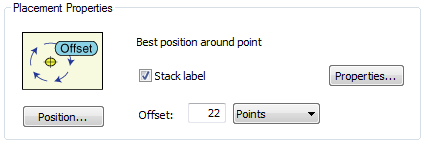 Placement Properties
Offset
Best position around point
Stack label
Properties...
Position...
Offset: 22 Points